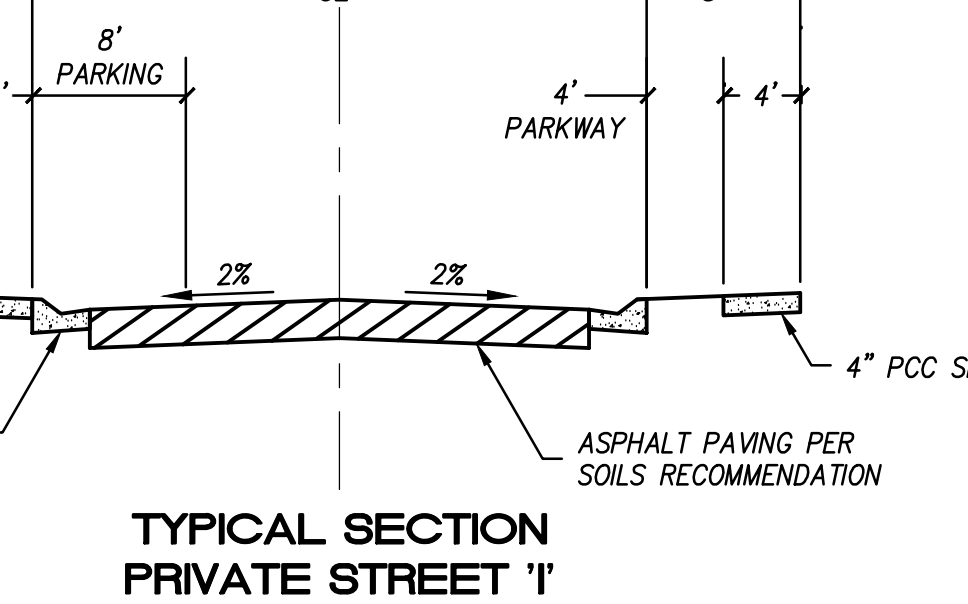 8'
PARKING
4'
PARKWAY
4'
2%
2%
4" PCC
ASPHALT PAVING PER
SOILS RECOMMENDATION
TYPICAL SECTION
PRIVATE STREET 'I'